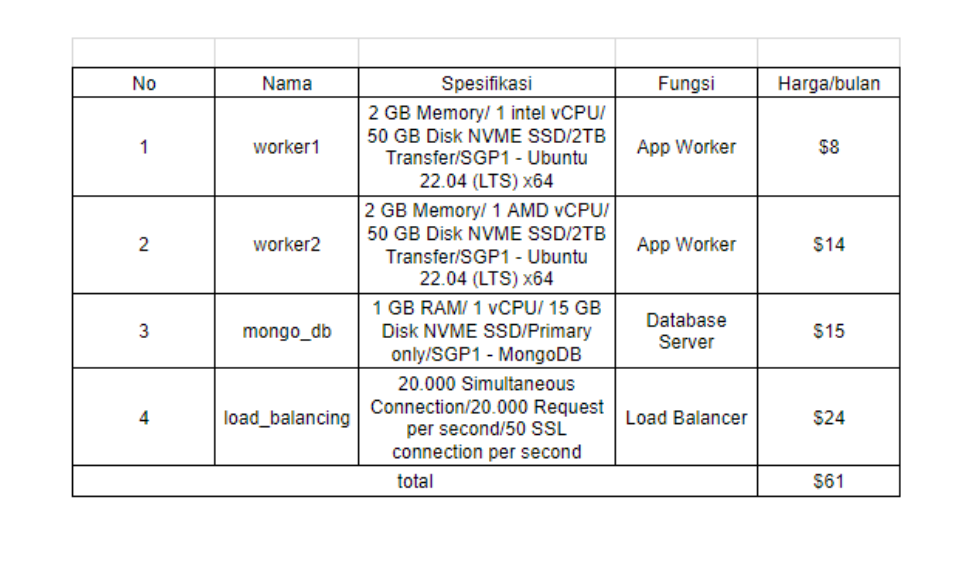 No Nama Spesifikasi Fungsi Harga/bulan
1 worker1 2 GB Memory/ 1 intel vCPU/
50 GB Disk NVME SSD/2TB
Transfer/SGP1 - Ubuntu
22.04 (LTS) x64 App Worker $8
2 worker2 2 GB Memory/ 1 AMD vCPU/
50 GB Disk NVME SSD/2TB
Transfer/SGP1 - Ubuntu
22.04 (LTS) x64 App Worker $14
3 mongo_db 1 GB RAM/ 1 vCPU/ 15 GB
Disk NVME SSD/Primary
only/SGP1 - MongoDB Database
Server $15
4 load_balancing 20.000 Simultaneous
Connection/20.000 Request
per second/50 SSL
connection per second Load Balancer $24
total $61